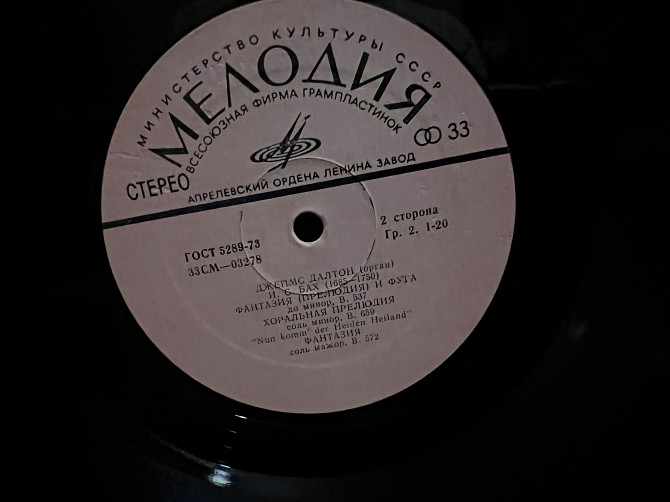 МИНИСТЕРСТВО КУЛЬТУРЫ СССР
МЕЛОДИЯ
ВСЕСОЮЗНАЯ ФИРМА ГРАМПЛАСТИНОК
33
СТЕРЕО
АПРЕЛЕВСКИЙ ОРДЕНА ЛЕНИНА ЗАВОД
ГОСТ 5289-73
2 сторона
33СМ—03278
Гр. 2. 1-20
ДЖЕЙМС ДАЛТОН (орган)
И. С. БАХ (1685—1750)
ФАНТАЗИЯ (ПРЕЛЮДИЯ) И ФУГА
до минор, В. 537
ХОРАЛЬНАЯ ПРЕЛЮДИЯ
соль минор, В. 659
"Nun komm' der Heiden Heiland"
ФАНТАЗИЯ
соль мажор, В. 572